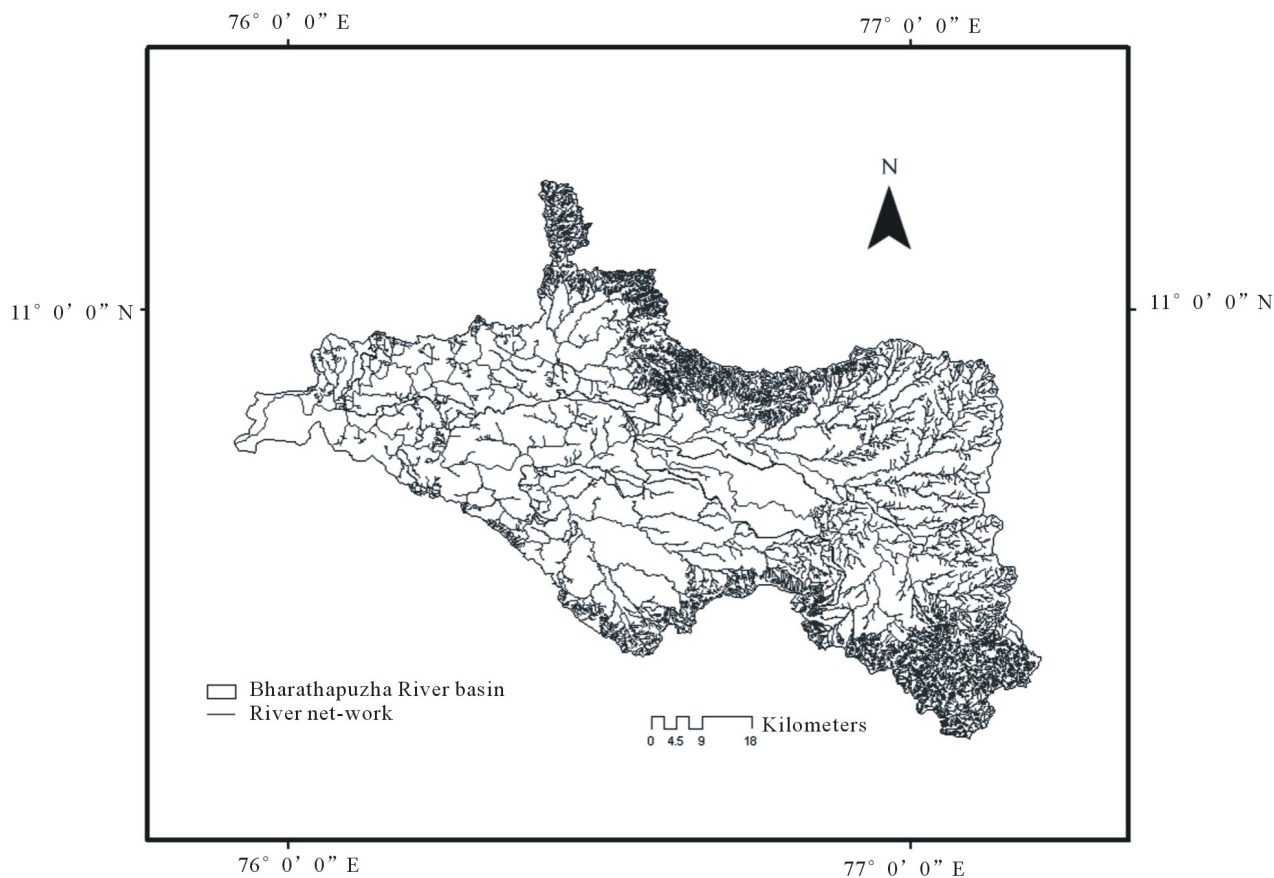 76° 0’ 0” E
77° 0’ 0” E
N
11° 0’ 0” N
11° 0’ 0” N
Bharathapuzha River basin
River net-work
Kilometers
0 4.5 9 18
76° 0’ 0” E
77° 0’ 0” E